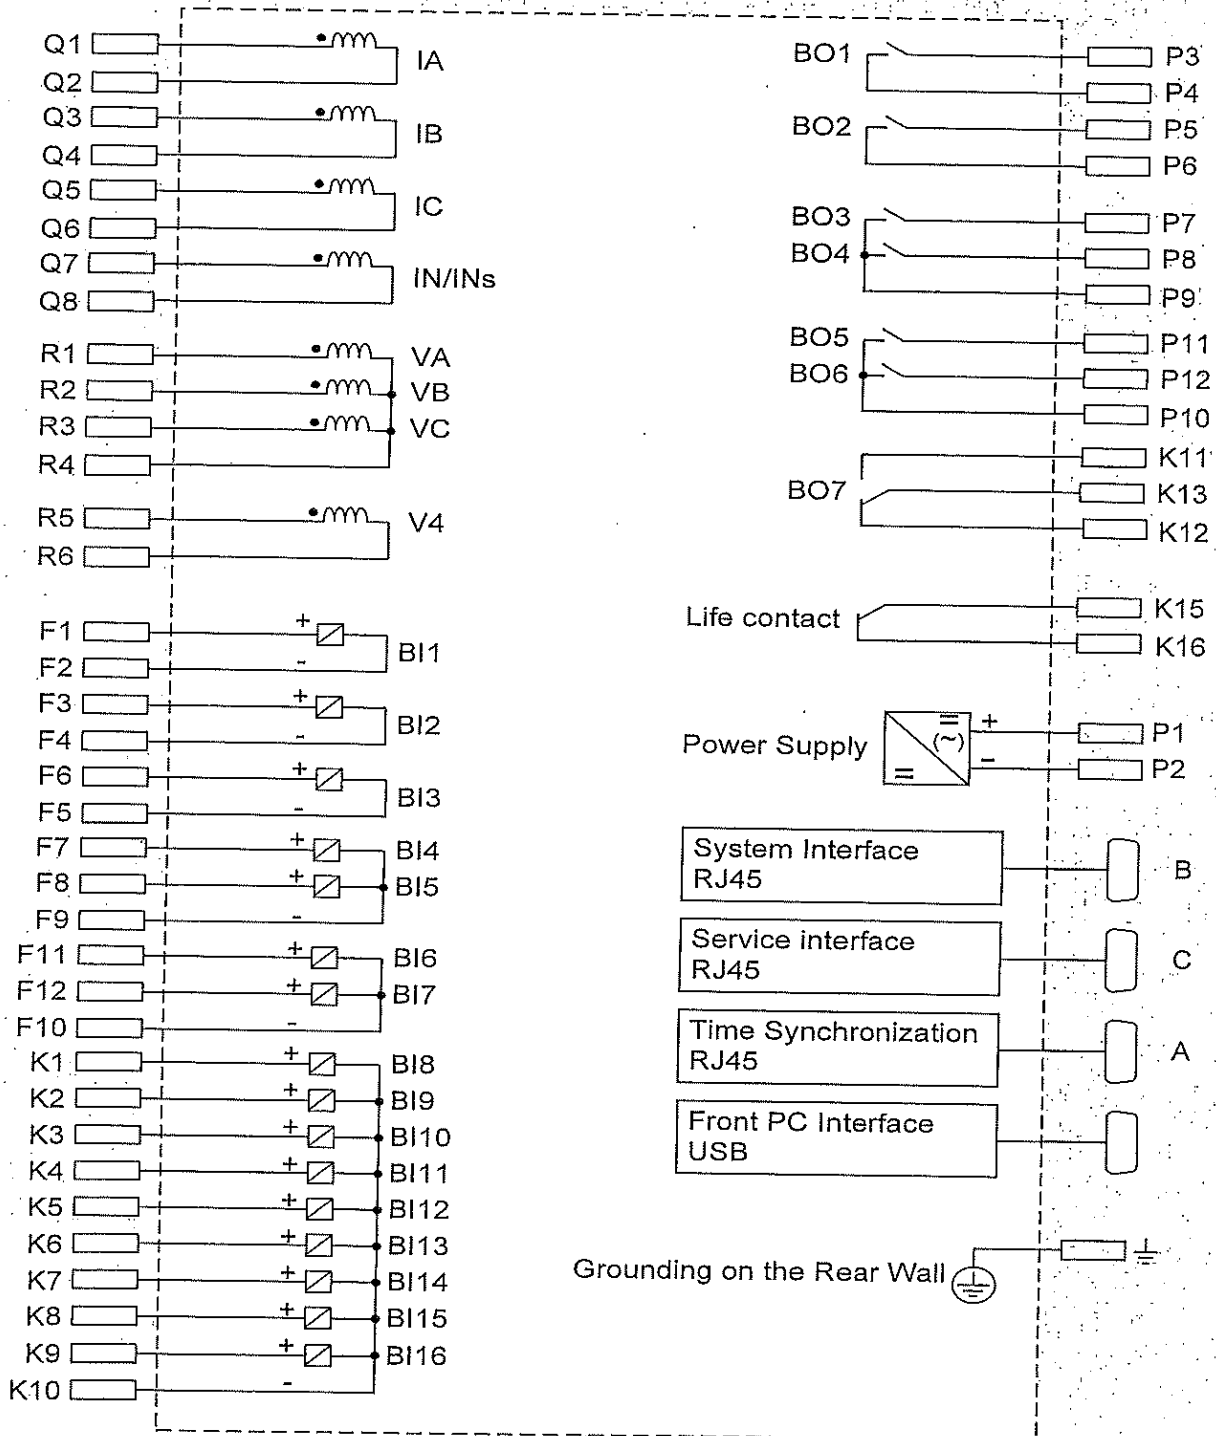 Q1
IA
Q2
Q3
IB
Q4
Q5
IC
Q6
Q7
IN/INs
Q8
R1
VA
R2
VB
R3
VC
R4
R5
V4
R6
F1
+
BI1
F2
-
F3
+
BI2
F4
-
F6
+
BI3
F5
-
F7
+
BI4
F8
+
BI5
F9
-
F11
+
BI6
F12
+
BI7
F10
-
K1
+
BI8
K2
+
BI9
K3
+
BI10
K4
+
BI11
K5
+
BI12
K6
+
BI13
K7
+
BI14
K8
+
BI15
K9
+
BI16
K10
-
BO1
P3
P4
BO2
P5
P6
BO3
P7
BO4
P8
P9
BO5
P11
BO6
P12
P10
K11
BO7
K13
K12
Life contact
K15
K16
Power Supply
=
(~)
=
+
P1
-
P2
System Interface
RJ45
B
Service interface
RJ45
C
Time Synchronization
RJ45
A
Front PC Interface
USB
Grounding on the Rear Wall